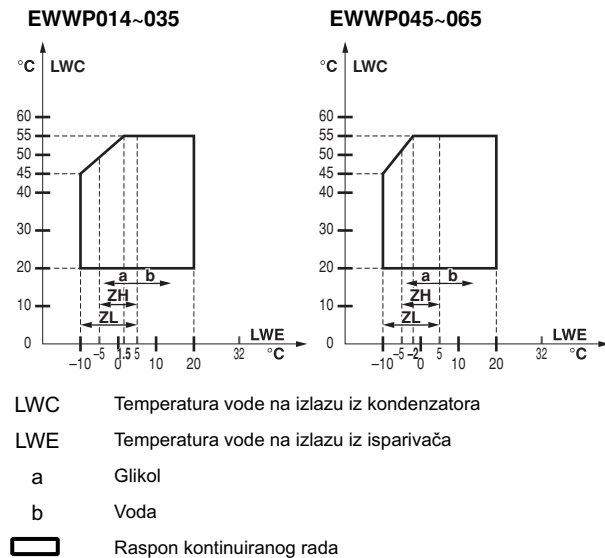 EWWP014~035 EWWP045~065
°C LWC °C LWC
60 60
55 55
50 50
45 45
40 40
30 30
20 20
a b a b
ZH ZH
10 10
ZL ZL
LWE LWE
0 0
–10 –5 0 1.5 5 10 20 32 °C –10 –5 –2 0 5 10 20 32 °C
LWC Temperatura vode na izlazu iz kondenzatora
LWE Temperatura vode na izlazu iz isparivača
a Glikol
b Voda
Raspon kontinuiranog rada